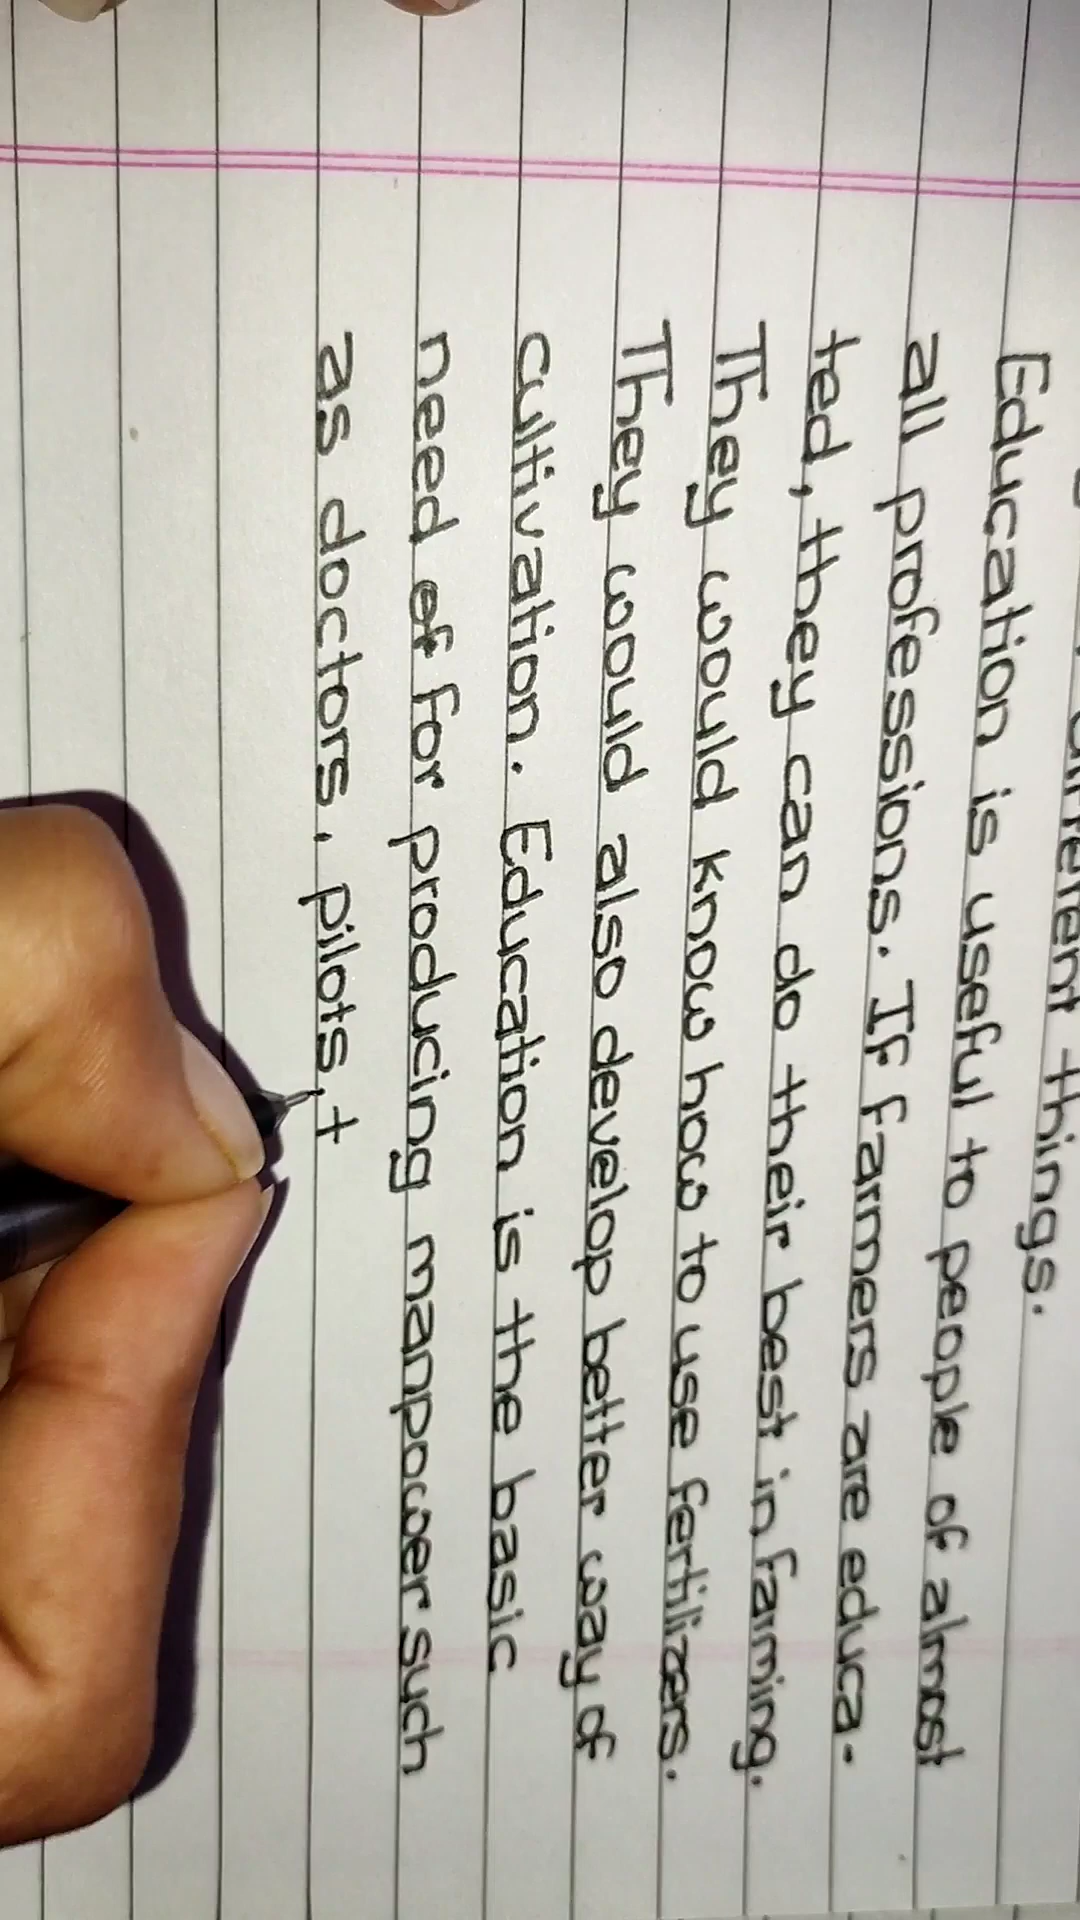 different things.
Education is useful to people of almost
all professions. If farmers are educa-
ted, they can do their best in farming.
They would know how to use fertilizers.
They would also develop better way of
cultivation. Education is the basic
need of for producing manpower such
as doctors, pilots, t